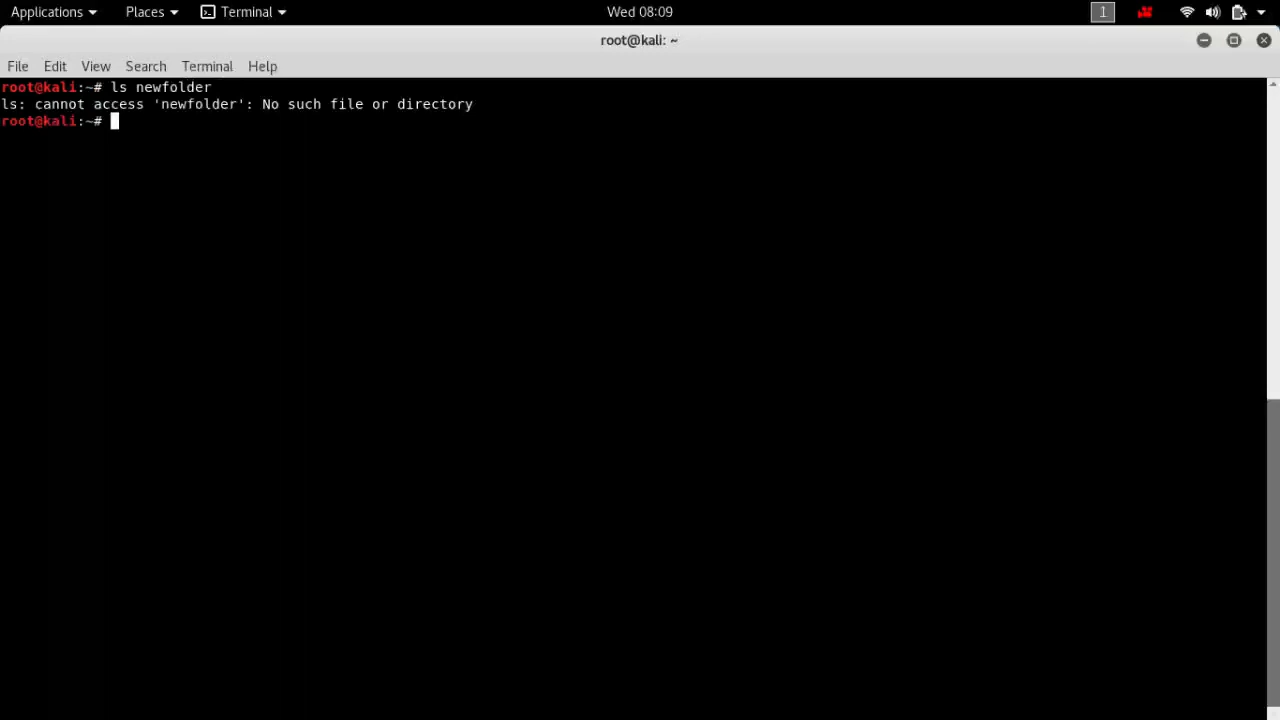 Applications Places Terminal Wed 08:09 1
root@kali: ~
File Edit View Search Terminal Help
root@kali:~# ls newfolder
ls: cannot access 'newfolder': No such file or directory
root@kali:~#